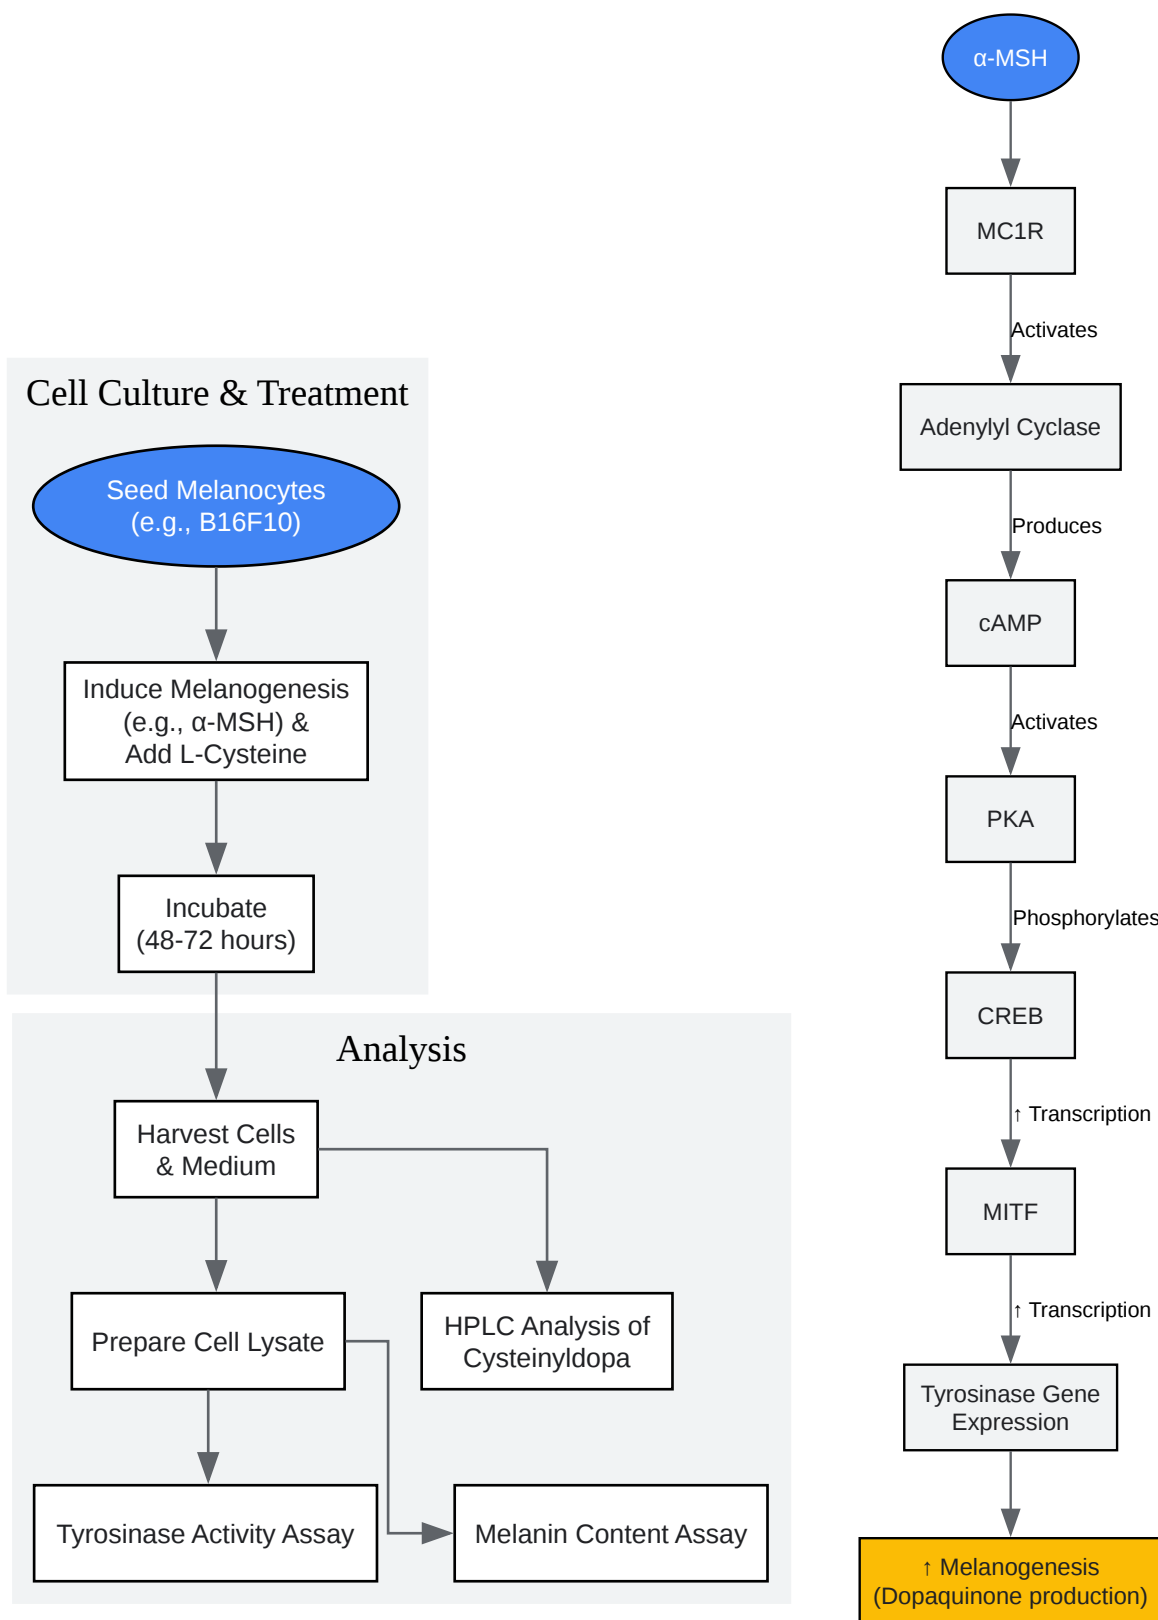 Cell Culture & Treatment
Seed Melanocytes
(e.g., B16F10)
Induce Melanogenesis
(e.g., α-MSH) &
Add L-Cysteine
Incubate
(48-72 hours)
Analysis
Harvest Cells
& Medium
Prepare Cell Lysate
HPLC Analysis of
Cysteinyldopa
Tyrosinase Activity Assay
Melanin Content Assay
α-MSH
MC1R
Activates
Adenylyl Cyclase
Produces
cAMP
Activates
PKA
Phosphorylates
CREB
↑ Transcription
MITF
↑ Transcription
Tyrosinase Gene
Expression
↑ Melanogenesis
(Dopaquinone production)